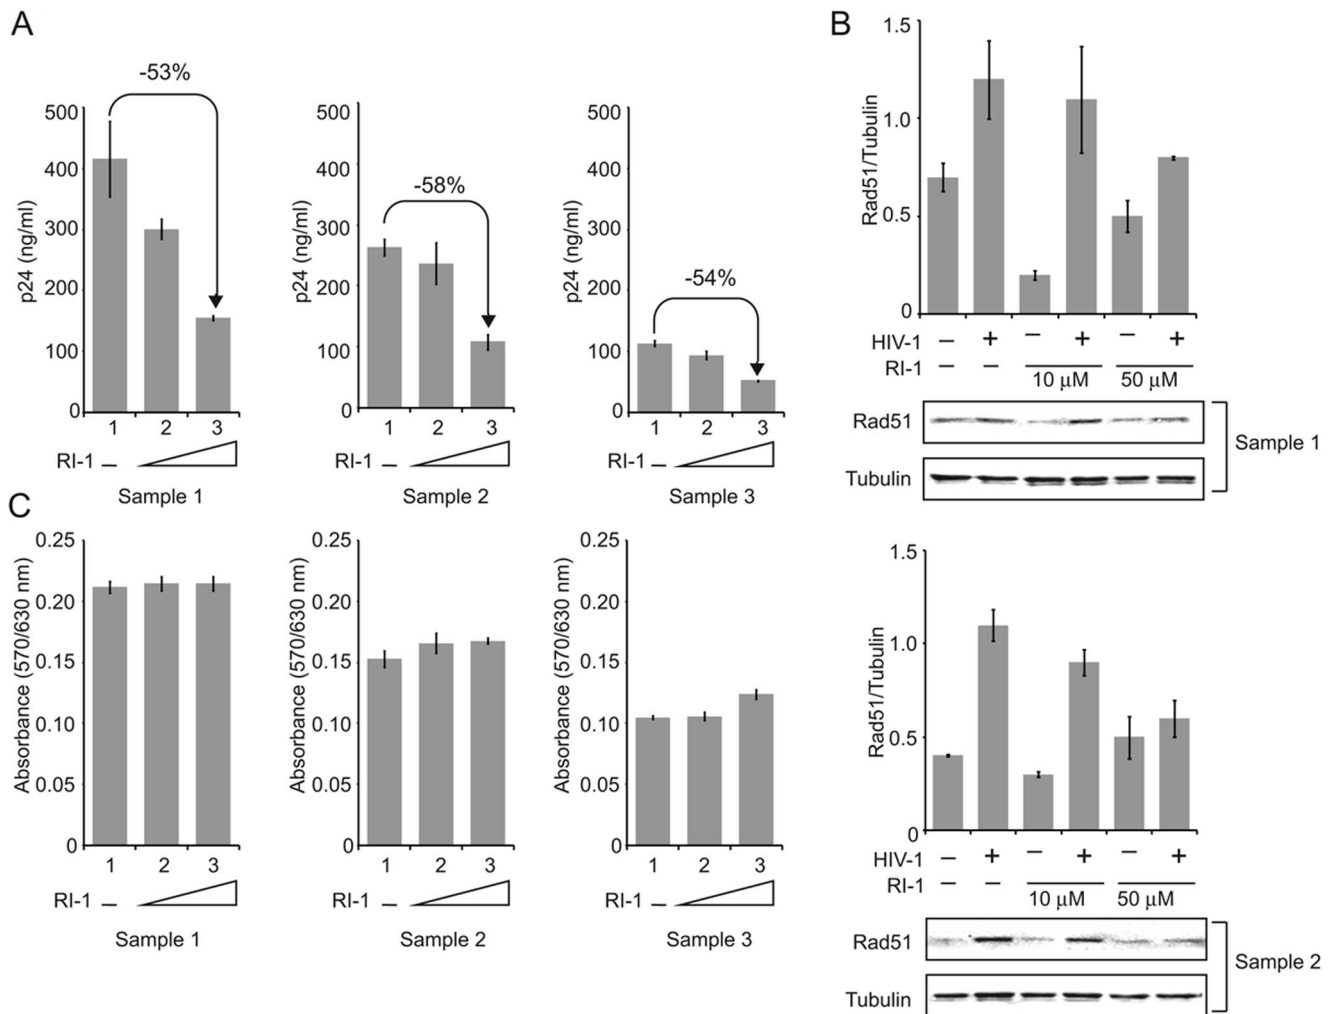 A
-53%
500
400
300
200
100
0
p24 (ng/ml)
1 2 3
RI-1 –
Sample 1
-58%
500
400
300
200
100
0
p24 (ng/ml)
1 2 3
RI-1 –
Sample 2
-54%
500
400
300
200
100
0
p24 (ng/ml)
1 2 3
RI-1 –
Sample 3
B
1.5
1.0
0.5
0
Rad51/Tubulin
HIV-1 – + – + – +
RI-1 – –
10 μM 50 μM
Rad51
Tubulin
Sample 1
1.5
1.0
0.5
0
Rad51/Tubulin
HIV-1 – + – + – +
RI-1 – –
10 μM 50 μM
Rad51
Tubulin
Sample 2
C
0.25
0.20
0.15
0.10
0.05
0
Absorbance (570/630 nm)
1 2 3
RI-1 –
Sample 1
0.25
0.20
0.15
0.10
0.05
0
Absorbance (570/630 nm)
1 2 3
RI-1 –
Sample 2
0.25
0.20
0.15
0.10
0.05
0
Absorbance (570/630 nm)
1 2 3
RI-1 –
Sample 3